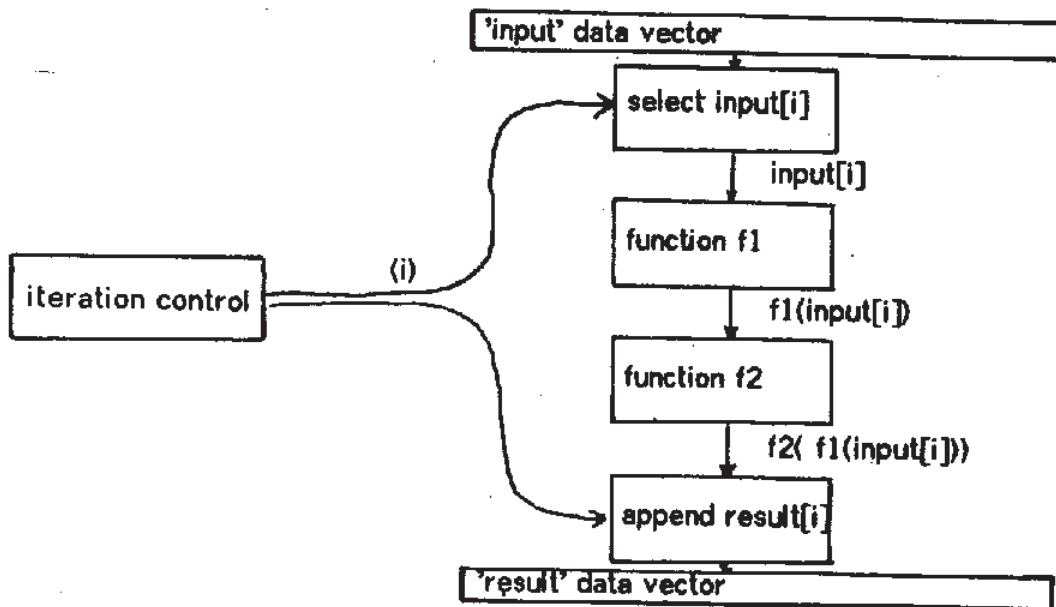 'input' data vector
select input[i]
input[i]
function f1
(i)
iteration control
f1(input[i])
function f2
f2( f1(input[i]))
append result[i]
'result' data vector